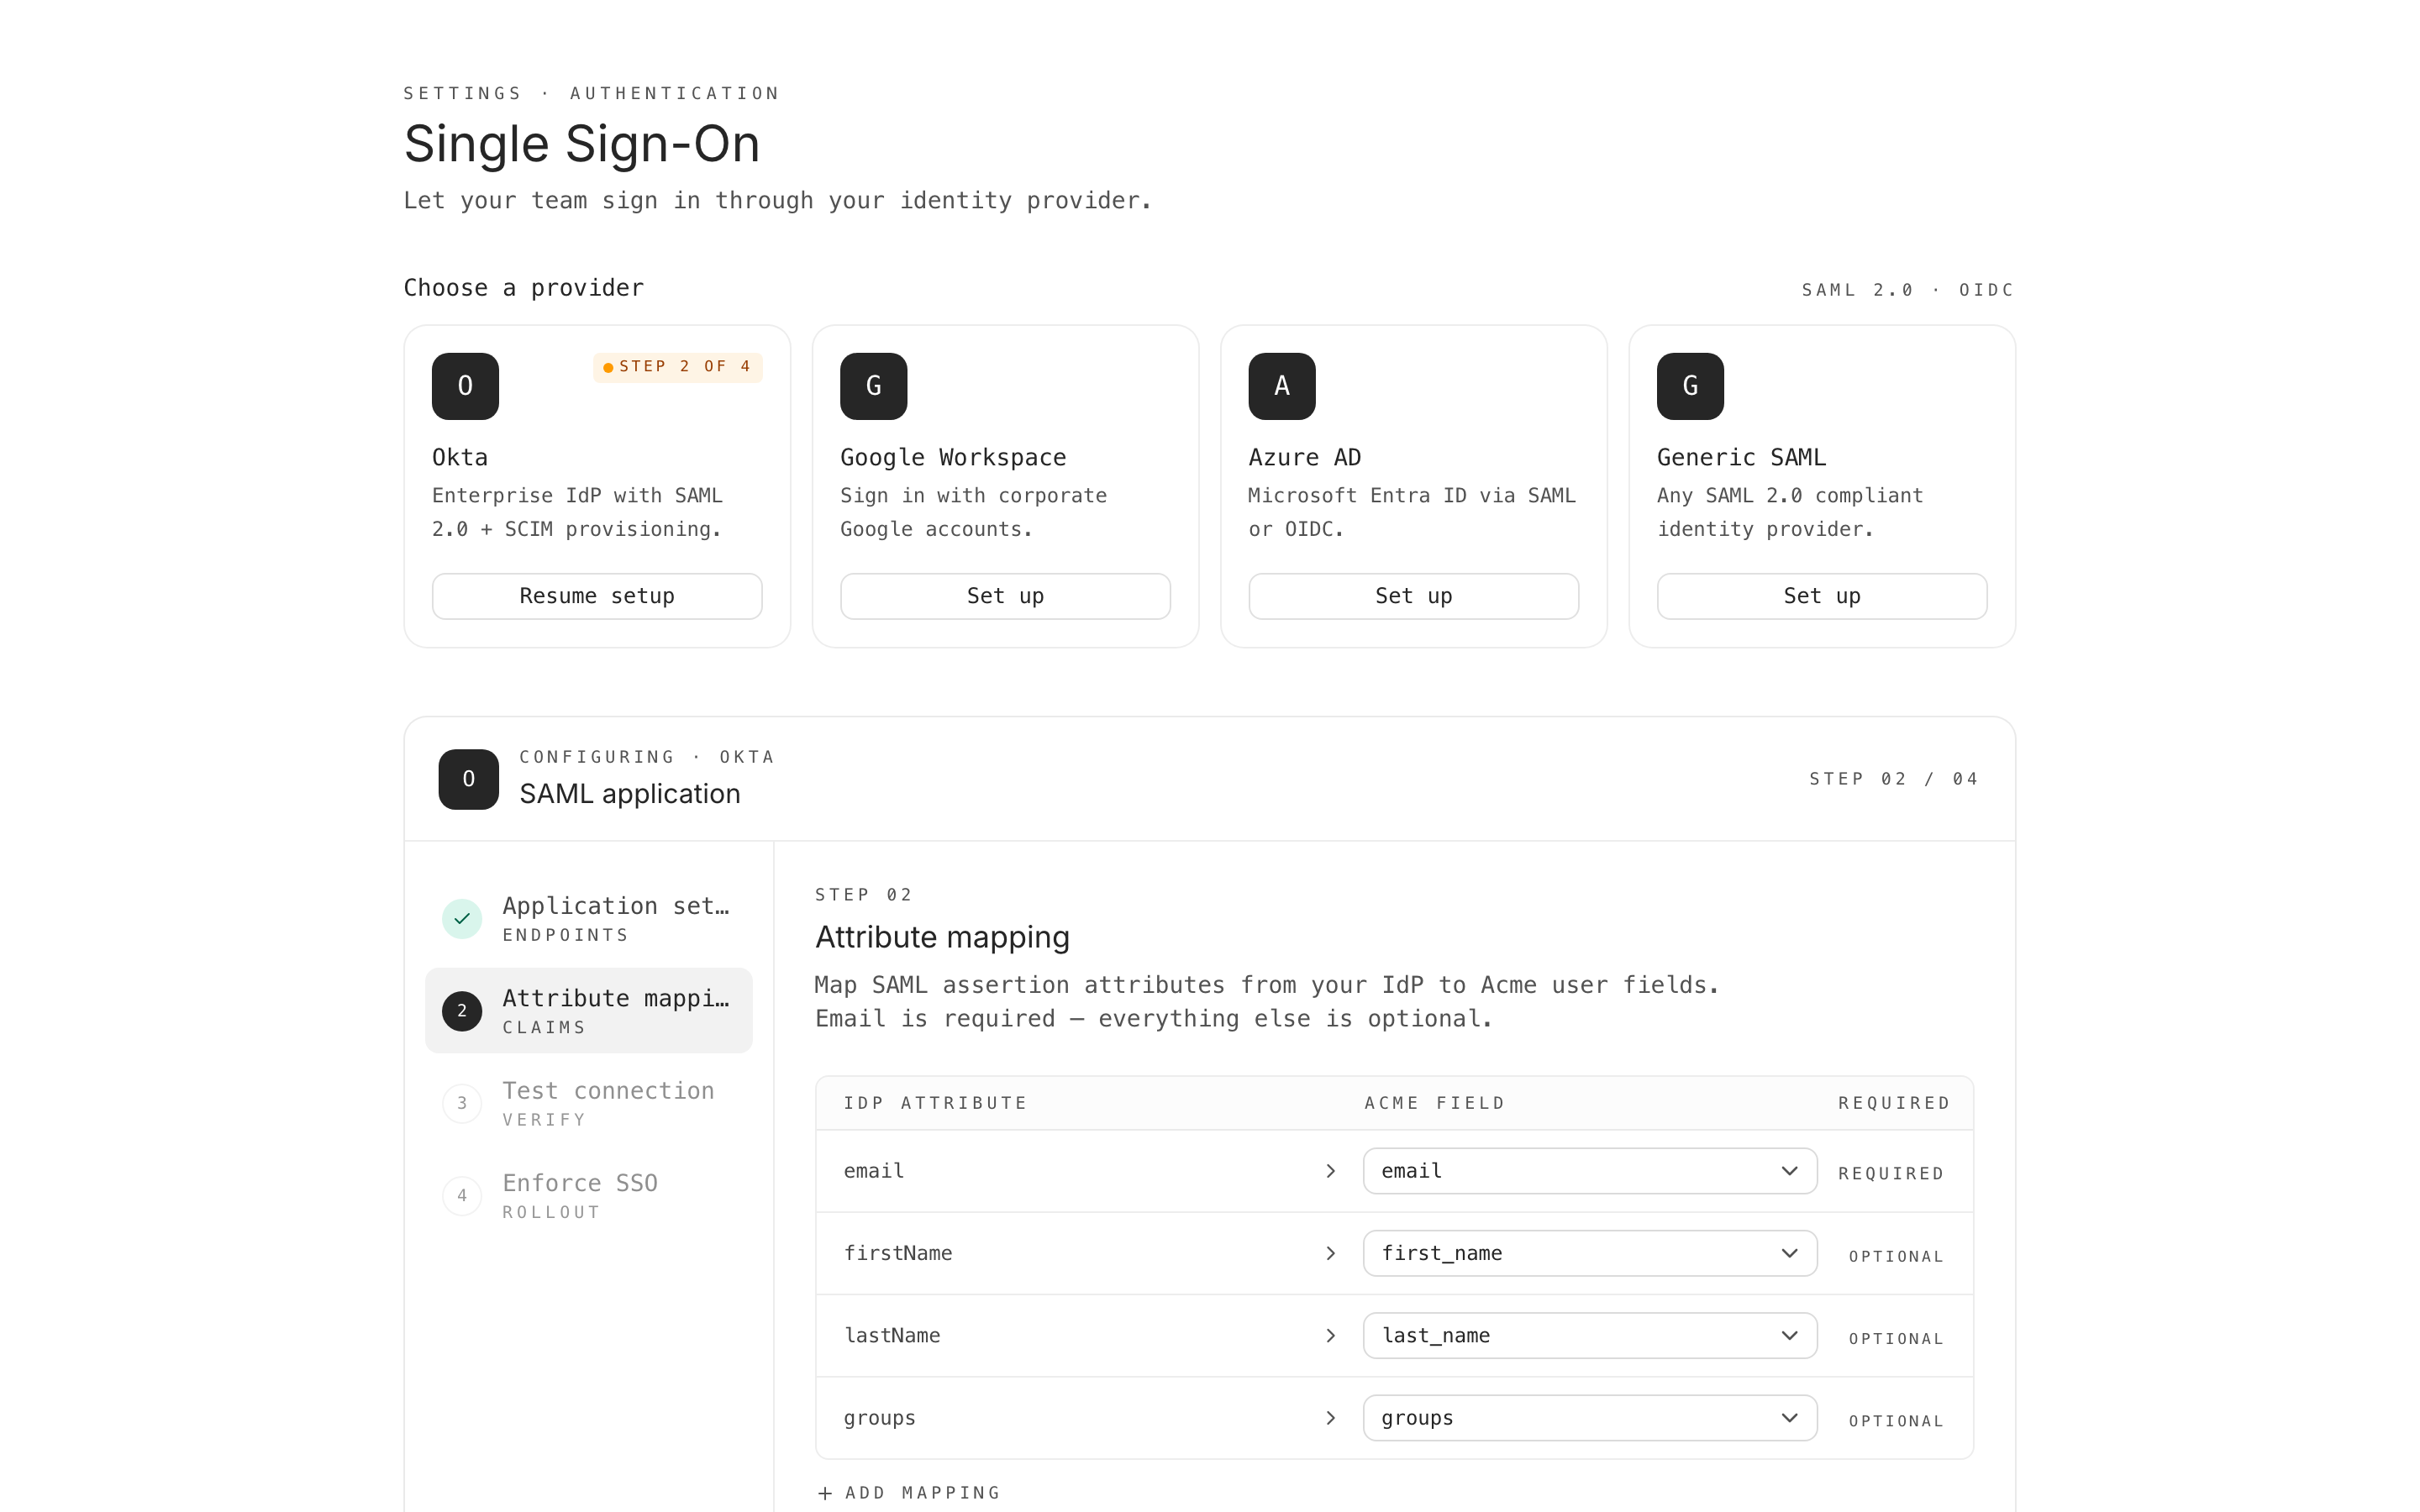 SETTINGS · AUTHENTICATION
Single Sign-On
Let your team sign in through your identity provider.
Choose a provider
SAML 2.0 · OIDC
O
STEP 2 OF 4
Okta
Enterprise IdP with SAML
2.0 + SCIM provisioning.
Resume setup
G
Google Workspace
Sign in with corporate
Google accounts.
Set up
A
Azure AD
Microsoft Entra ID via SAML
or OIDC.
Set up
G
Generic SAML
Any SAML 2.0 compliant
identity provider.
Set up
O
CONFIGURING · OKTA
SAML application
STEP 02 / 04
Application set…
ENDPOINTS
2
Attribute mappi…
CLAIMS
3
Test connection
VERIFY
4
Enforce SSO
ROLLOUT
STEP 02
Attribute mapping
Map SAML assertion attributes from your IdP to Acme user fields.
Email is required — everything else is optional.
IDP ATTRIBUTE ACME FIELD REQUIRED
email email REQUIRED
firstName first_name OPTIONAL
lastName last_name OPTIONAL
groups groups OPTIONAL
+ ADD MAPPING